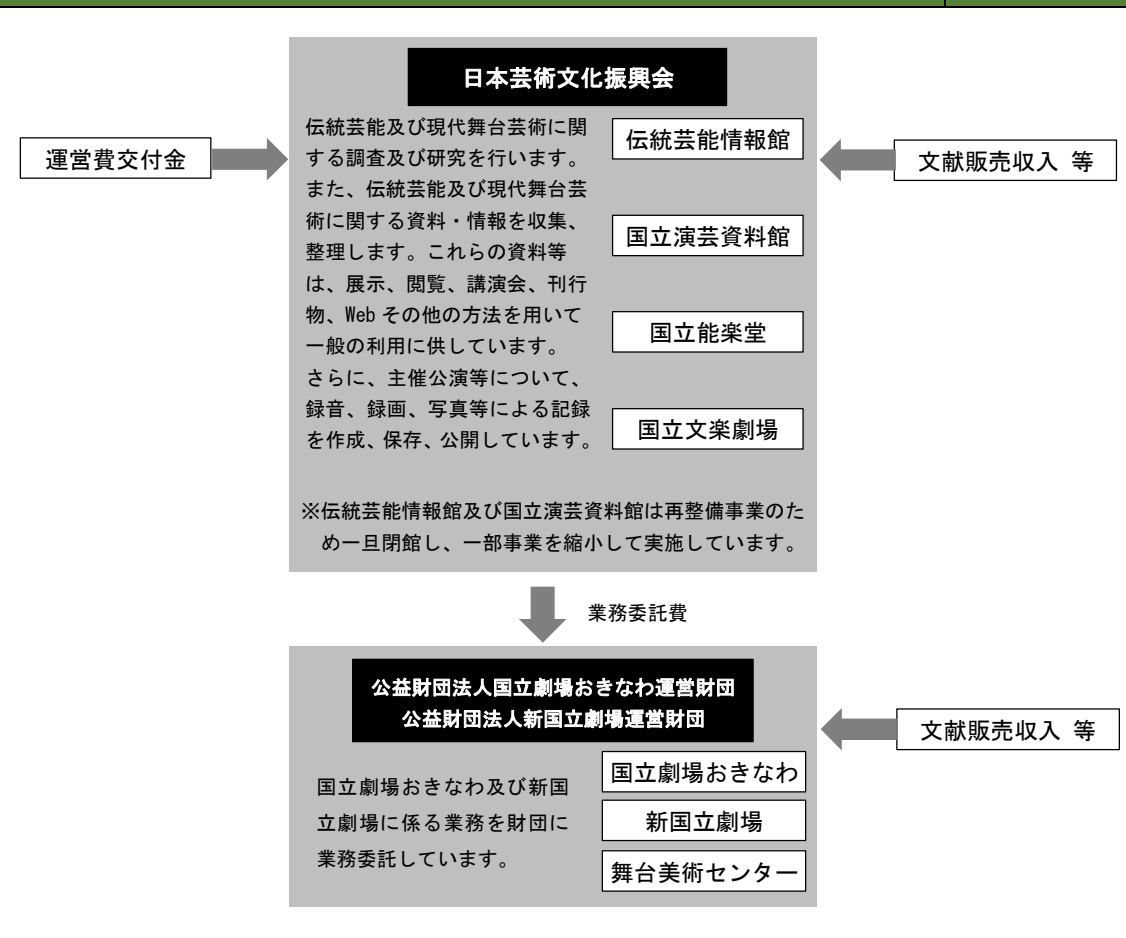 日本芸術文化振興会
運営費交付金
伝統芸能及び現代舞台芸術に関
する調査及び研究を行います。
また、伝統芸能及び現代舞台芸
術に関する資料・情報を収集、
整理します。これらの資料等
は、展示、閲覧、講演会、刊行
物、Web その他の方法を用いて
一般の利用に供しています。
さらに、主催公演等について、
録音、録画、写真等による記録
を作成、保存、公開しています。
伝統芸能情報館
国立演芸資料館
国立能楽堂
国立文楽劇場
文献販売収入 等
※伝統芸能情報館及び国立演芸資料館は再整備事業のた
め一旦閉館し、一部事業を縮小して実施しています。
業務委託費
公益財団法人国立劇場おきなわ運営財団
公益財団法人新国立劇場運営財団
国立劇場おきなわ及び新国
立劇場に係る業務を財団に
業務委託しています。
国立劇場おきなわ
新国立劇場
舞台美術センター
文献販売収入 等